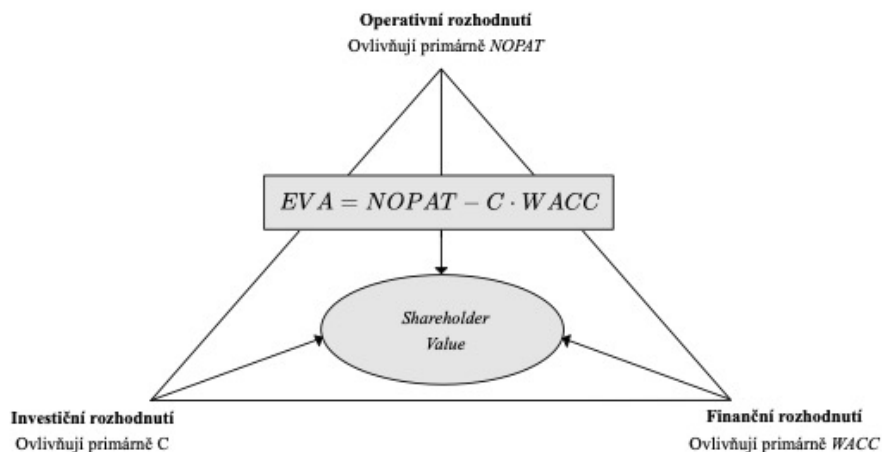 Operativní rozhodnutí
Ovlivňují primárně NOPAT
EVA = NOPAT − C · WACC
Shareholder
Value
Investiční rozhodnutí
Ovlivňují primárně C
Finanční rozhodnutí
Ovlivňují primárně WACC